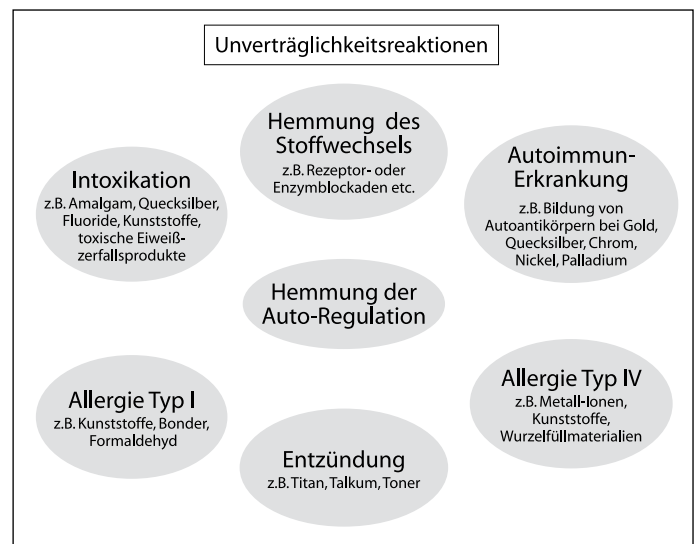 Unverträglichkeitsreaktionen
Hemmung des
Stoffwechsels
z.B. Rezeptor- oder
Enzymblockaden etc.
Intoxikation
z.B. Amalgam, Quecksilber,
Fluoride, Kunststoffe,
toxische Eiweiß-
zerfallsprodukte
Autoimmun-
Erkrankung
z.B. Bildung von
Autoantikörpern bei Gold,
Quecksilber, Chrom,
Nickel, Palladium
Hemmung der
Auto-Regulation
Allergie Typ I
z.B. Kunststoffe, Bonder,
Formaldehyd
Allergie Typ IV
z.B. Metall-Ionen,
Kunststoffe,
Wurzelfüllmaterialien
Entzündung
z.B. Titan, Talkum, Toner